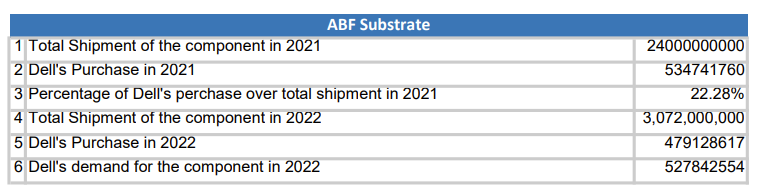 ABF Substrate
1 Total Shipment of the component in 2021 24000000000
2 Dell's Purchase in 2021 534741760
3 Percentage of Dell's perchase over total shipment in 2021 22.28%
4 Total Shipment of the component in 2022 3,072,000,000
5 Dell's Purchase in 2022 479128617
6 Dell's demand for the component in 2022 527842554